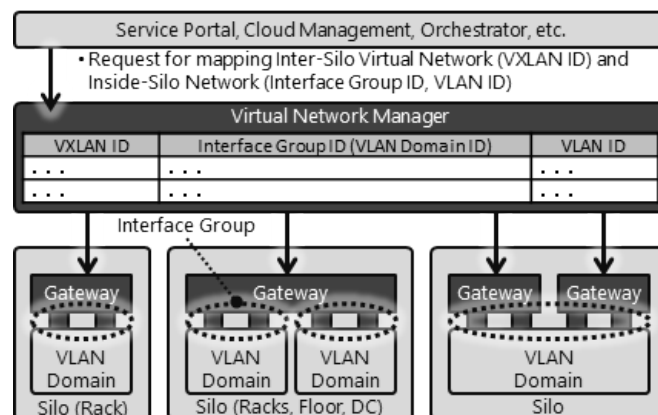 Service Portal, Cloud Management, Orchestrator, etc.
• Request for mapping Inter-Silo Virtual Network (VXLAN ID) and
Inside-Silo Network (Interface Group ID, VLAN ID)
Virtual Network Manager
VXLAN ID Interface Group ID (VLAN Domain ID) VLAN ID
. . . . . . . . .
. . . . . . . . .
Interface Group
Gateway Gateway Gateway Gateway
VLAN VLAN VLAN VLAN
Domain Domain Domain Domain
Silo (Rack) Silo (Racks, Floor, DC) Silo